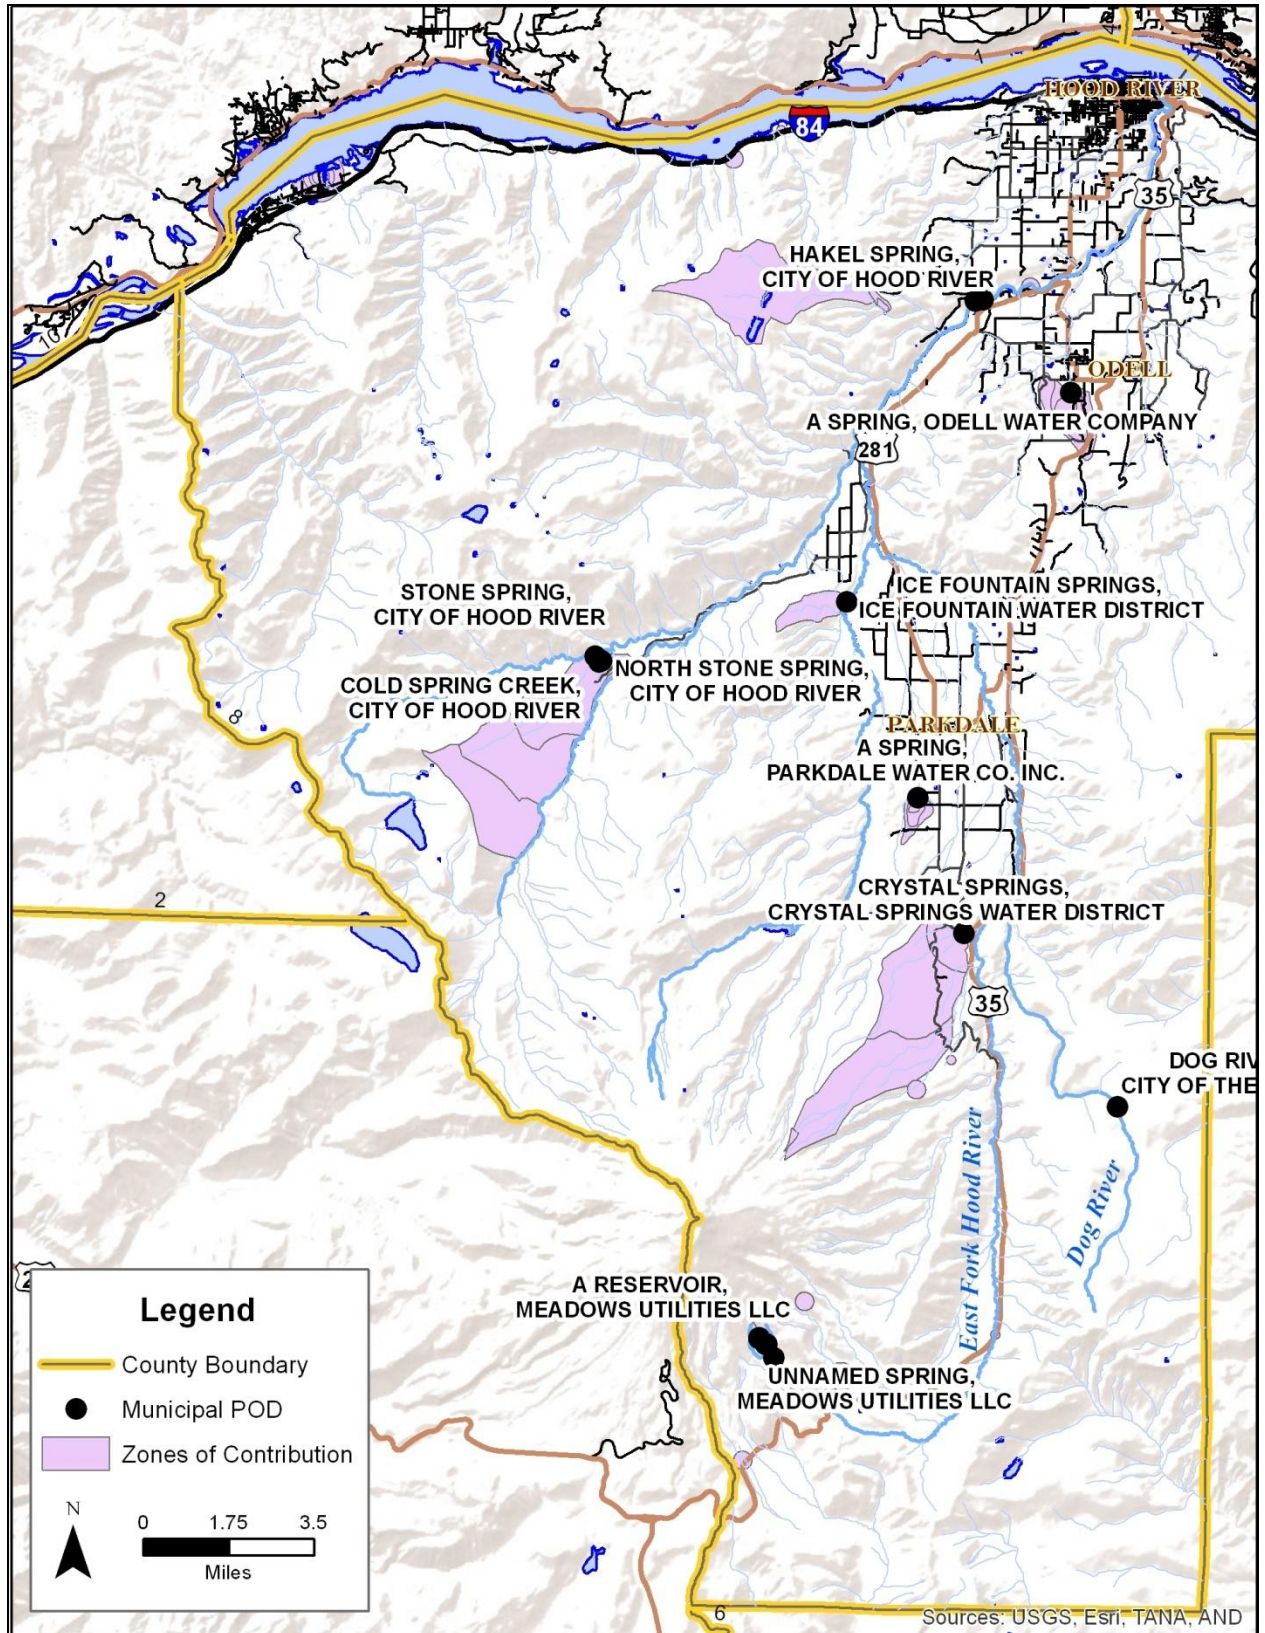 1
4
HOOD RIVER
84
35
HAKEL SPRING,
CITY OF HOOD RIVER
10
ODELL
A SPRING, ODELL WATER COMPANY
281
ICE FOUNTAIN SPRINGS,
ICE FOUNTAIN WATER DISTRICT
STONE SPRING,
CITY OF HOOD RIVER
NORTH STONE SPRING,
CITY OF HOOD RIVER
COLD SPRING CREEK,
CITY OF HOOD RIVER
8
PARKDALE
A SPRING,
PARKDALE WATER CO. INC.
2
CRYSTAL SPRINGS,
CRYSTAL SPRINGS WATER DISTRICT
35
DOG RIV
CITY OF THE
East Fork Hood River
Dog River
A RESERVOIR,
MEADOWS UTILITIES LLC
UNNAMED SPRING,
MEADOWS UTILITIES LLC
2
Legend
County Boundary
Municipal POD
Zones of Contribution
N
0 1.75 3.5
Miles
6
Sources: USGS, Esri, TANA, AND